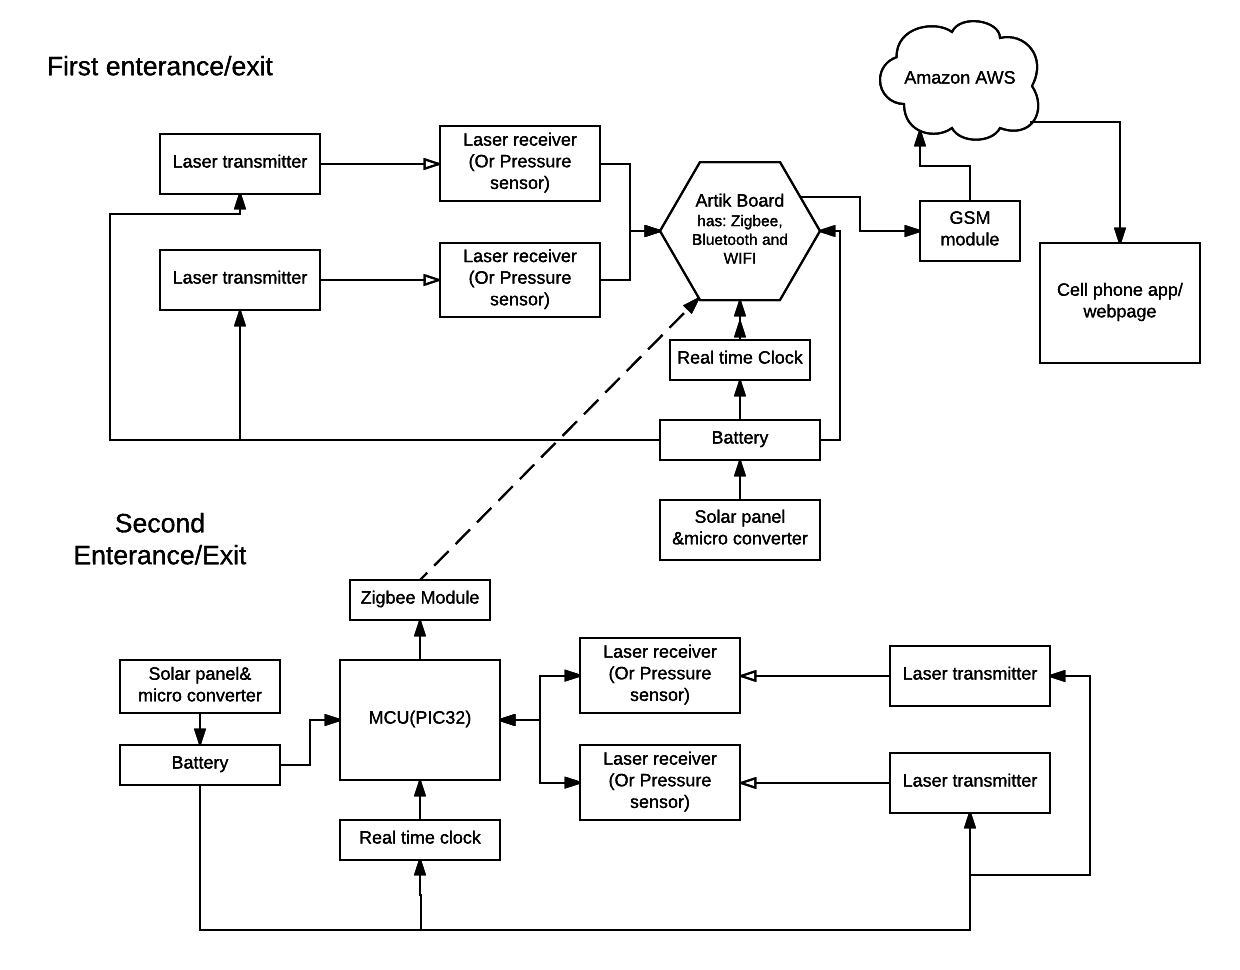 First enterance/exit
Amazon AWS
Laser transmitter
Laser receiver
(Or Pressure
sensor)
Artik Board
has: Zigbee,
Bluetooth and
WIFI
GSM
module
Laser transmitter
Laser receiver
(Or Pressure
sensor)
Cell phone app/
webpage
Real time Clock
Battery
Solar panel
&micro converter
Second
Enterance/Exit
Zigbee Module
Solar panel&
micro converter
MCU(PIC32)
Laser receiver
(Or Pressure
sensor)
Laser transmitter
Battery
Laser receiver
(Or Pressure
sensor)
Laser transmitter
Real time clock